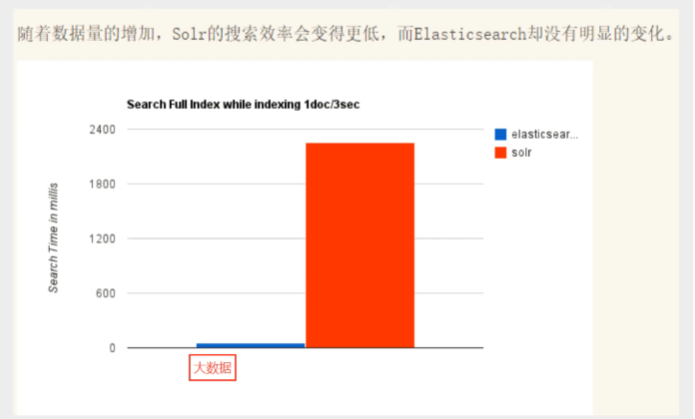 随着数据量的增加，Solr的搜索效率会变得更低，而Elasticsearch却没有明显的变化。
Search Full Index while indexing 1doc/3sec
2400
1800
1200
600
0
Search Time in millis
elasticsear...
solr
大数据